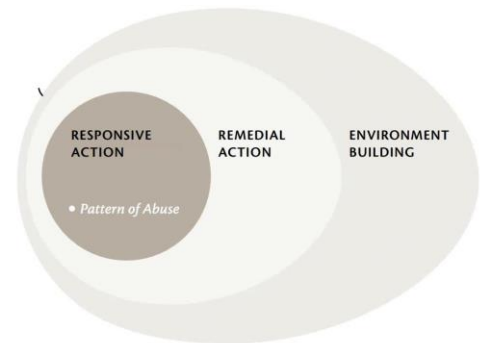 RESPONSIVE
ACTION
REMEDIAL
ACTION
ENVIRONMENT
BUILDING
• Pattern of Abuse